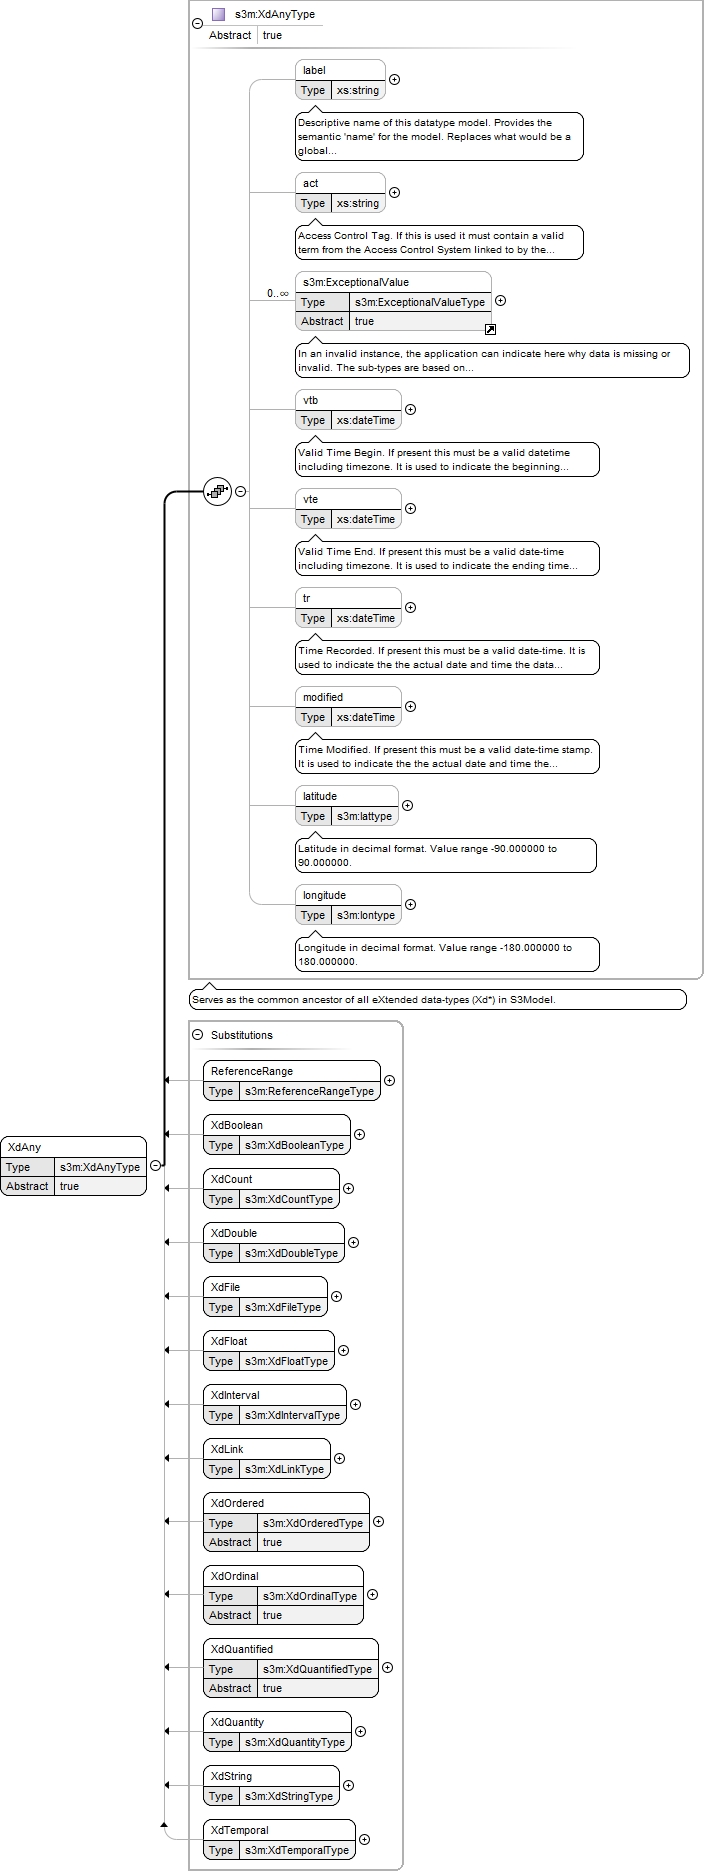 s3m:XdAnyType
Abstract true
label
Type xs:string
Descriptive name of this datatype model. Provides the
semantic 'name' for the model. Replaces what would be a
global...
act
Type xs:string
Access Control Tag. If this is used it must contain a valid
term from the Access Control System linked to by the...
0..∞
s3m:ExceptionalValue
Type s3m:ExceptionalValueType
Abstract true
In an invalid instance, the application can indicate here why data is missing or
invalid. The sub-types are based on...
vtb
Type xs:dateTime
Valid Time Begin. If present this must be a valid datetime
including timezone. It is used to indicate the beginning...
vte
Type xs:dateTime
Valid Time End. If present this must be a valid date-time
including timezone. It is used to indicate the ending time...
tr
Type xs:dateTime
Time Recorded. If present this must be a valid date-time. It is
used to indicate the the actual date and time the data...
modified
Type xs:dateTime
Time Modified. If present this must be a valid date-time stamp.
It is used to indicate the the actual date and time the...
latitude
Type s3m:lattype
Latitude in decimal format. Value range -90.000000 to
90.000000.
longitude
Type s3m:lontype
Longitude in decimal format. Value range -180.000000 to
180.000000.
Serves as the common ancestor of all eXtended data-types (Xd*) in S3Model.
Substitutions
ReferenceRange
Type s3m:ReferenceRangeType
XdBoolean
Type s3m:XdBooleanType
XdAny
Type s3m:XdAnyType
Abstract true
XdCount
Type s3m:XdCountType
XdDouble
Type s3m:XdDoubleType
XdFile
Type s3m:XdFileType
XdFloat
Type s3m:XdFloatType
XdInterval
Type s3m:XdIntervalType
XdLink
Type s3m:XdLinkType
XdOrdered
Type s3m:XdOrderedType
Abstract true
XdOrdinal
Type s3m:XdOrdinalType
Abstract true
XdQuantified
Type s3m:XdQuantifiedType
Abstract true
XdQuantity
Type s3m:XdQuantityType
XdString
Type s3m:XdStringType
XdTemporal
Type s3m:XdTemporalType